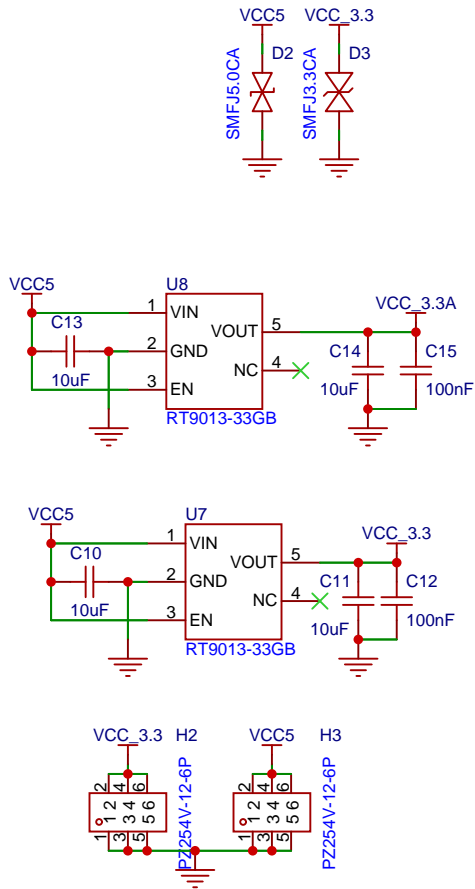 VCC5
VCC_3.3
D2
D3
SMFJ5.0CA
SMFJ3.3CA
VCC5
U8
VCC_3.3A
C13
10uF
1
VIN
2
GND
3
EN
VOUT
5
NC
4
C14
10uF
C15
100nF
RT9013-33GB
VCC5
U7
VCC_3.3
C10
10uF
1
VIN
2
GND
3
EN
VOUT
5
NC
4
C11
10uF
C12
100nF
RT9013-33GB
VCC_3.3
H2
VCC5
H3
2 4 6
2 4 6
1 3 5
1 3 5
1 3 5
1 3 5
2 4 6
2 4 6
PZ254V-12-6P
PZ254V-12-6P